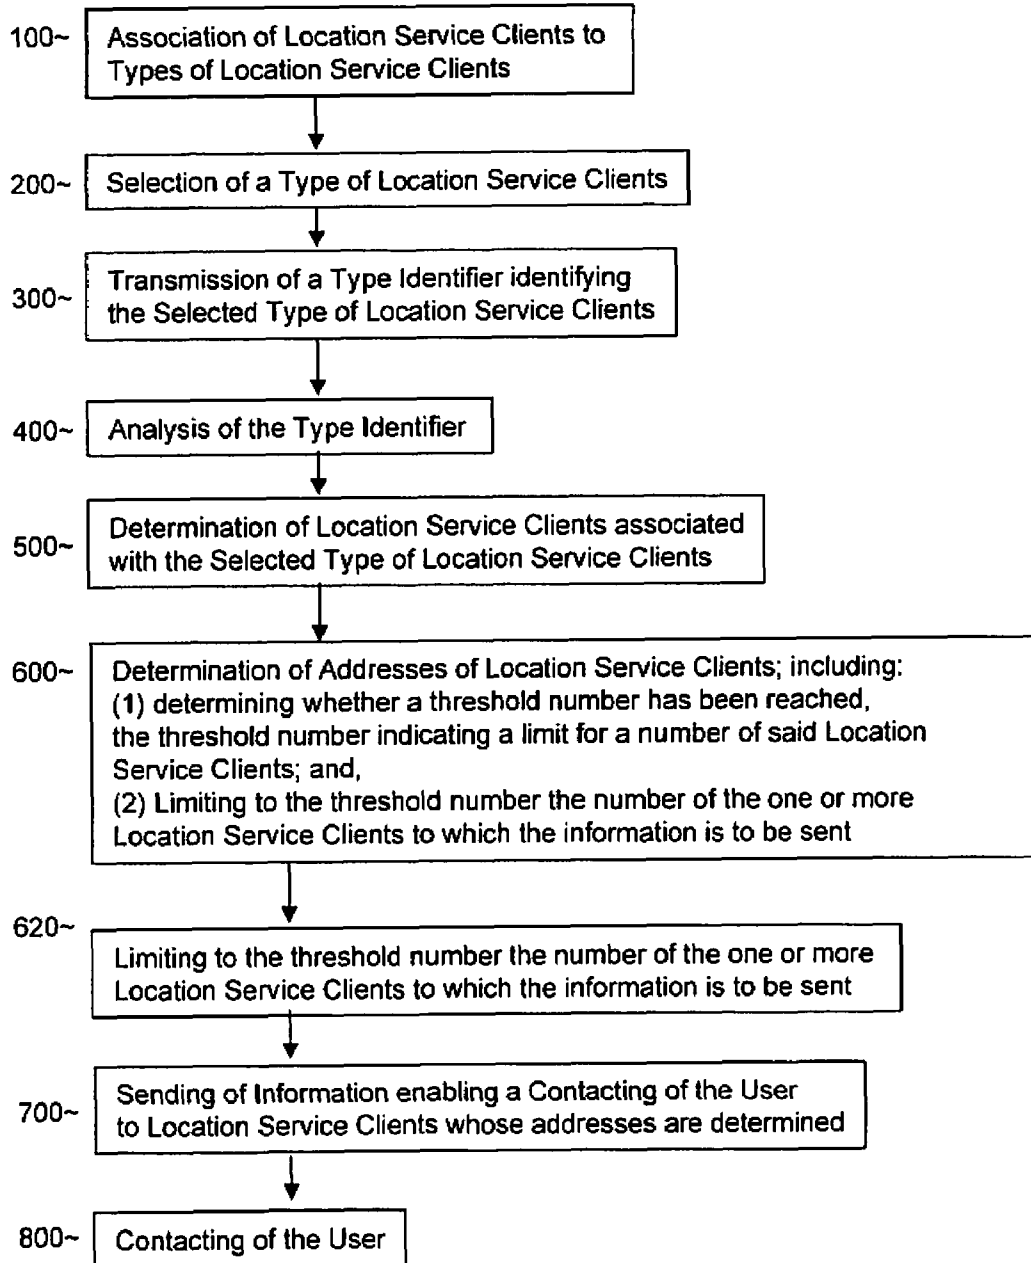 100~ Association of Location Service Clients to
Types of Location Service Clients
200~ Selection of a Type of Location Service Clients
Transmission of a Type Identifier identifying
300~ the Selected Type of Location Service Clients
400~ Analysis of the Type Identifier
Determination of Location Service Clients associated
500~ with the Selected Type of Location Service Clients
600~ Determination of Addresses of Location Service Clients; including:
(1) determining whether a threshold number has been reached,
the threshold number indicating a limit for a number of said Location
Service Clients; and,
(2) Limiting to the threshold number the number of the one or more
Location Service Clients to which the information is to be sent
620~
Limiting to the threshold number the number of the one or more
Location Service Clients to which the information is to be sent
Sending of Information enabling a Contacting of the User
700~ to Location Service Clients whose addresses are determined
800~ Contacting of the User